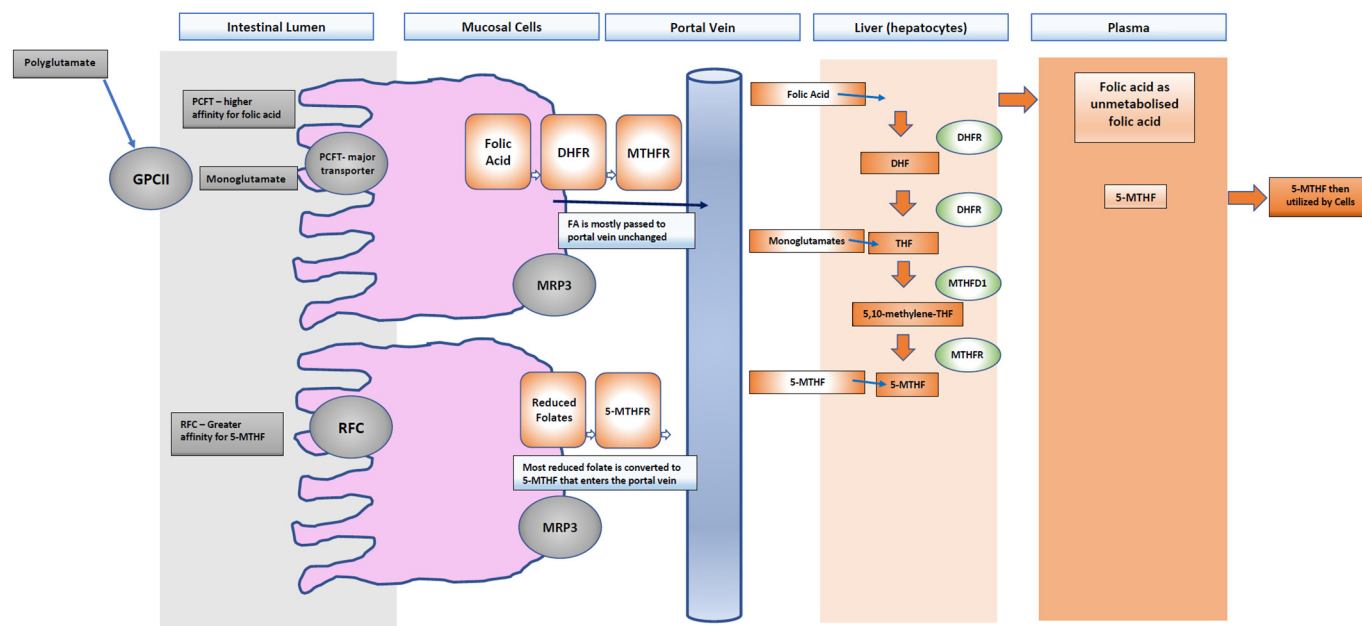 Intestinal Lumen
Mucosal Cells
Portal Vein
Liver (hepatocytes)
Plasma
Polyglutamate
GPCII
PCFT – higher
affinity for folic acid
Monoglutamate
PCFT- major
transporter
Folic
Acid
DHFR
MTHFR
FA is mostly passed to
portal vein unchanged
MRP3
RFC – Greater
affinity for 5-MTHF
RFC
Reduced
Folates
5-MTHFR
Most reduced folate is converted to
5-MTHF that enters the portal vein
MRP3
Folic Acid
DHFR
DHF
DHFR
Monoglutamates
THF
MTHFD1
5,10-methylene-THF
MTHFR
5-MTHF
5-MTHF
Folic acid as
unmetabolised
folic acid
5-MTHF
5-MTHF then
utilized by Cells